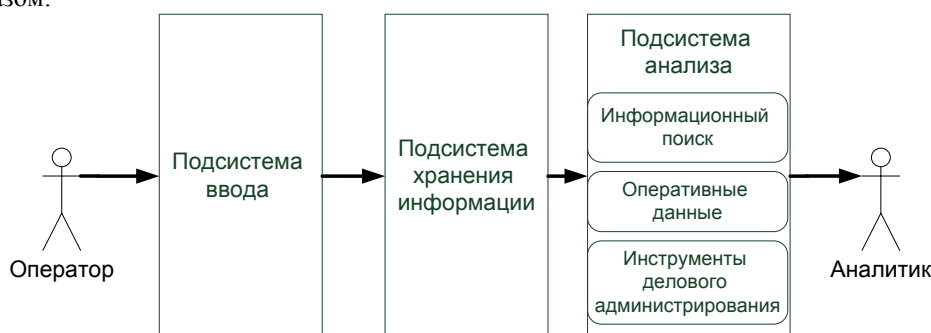 Подсистема
ввода
Подсистема
хранения
информации
Подсистема
анализа
Информационный
поиск
Оперативные
данные
Инструменты
делового
администрирования
Оператор
Аналитик